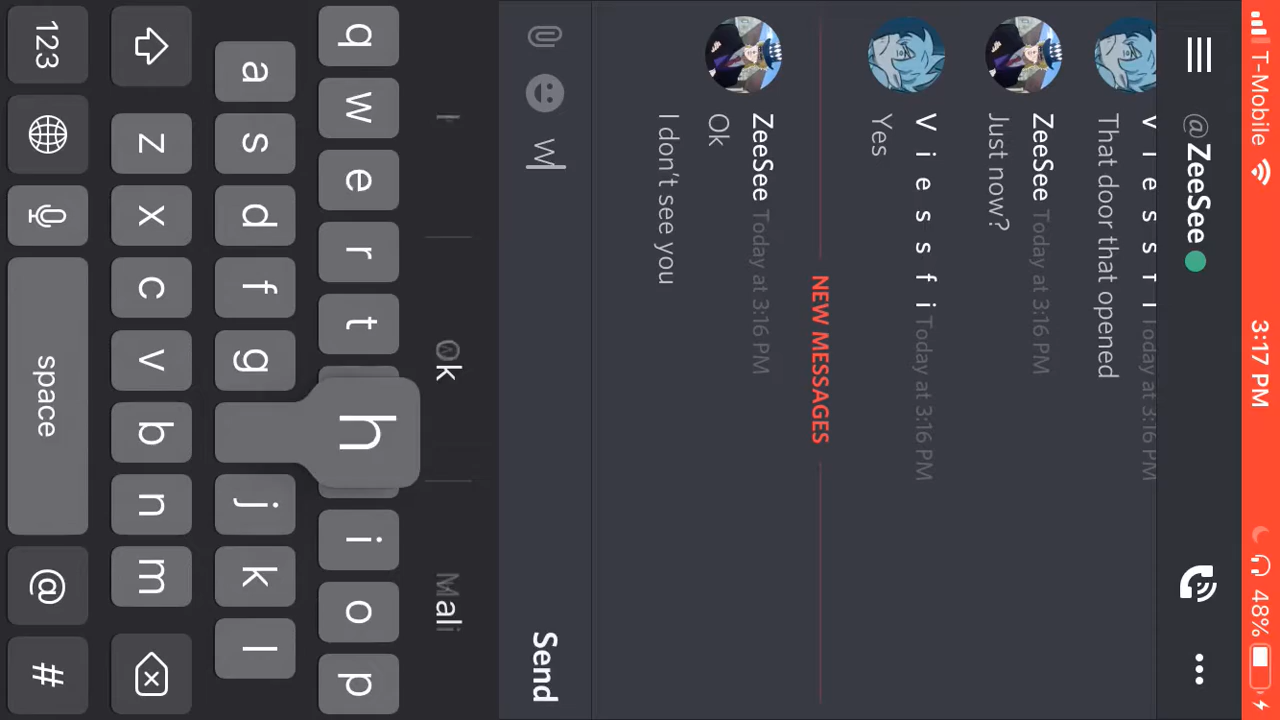 T-Mobile 3:17 PM 48%
@ZeeSee
V i e s s f i Today at 3:16 PM
That door that opened
ZeeSee Today at 3:16 PM
Just now?
V i e s s f i Today at 3:16 PM
Yes
NEW MESSAGES
ZeeSee Today at 3:16 PM
Ok
I don't see you
W
Send
Ok
q w e r t i o p
a s d f g h j k l
z x c v b n m
123 space @ #